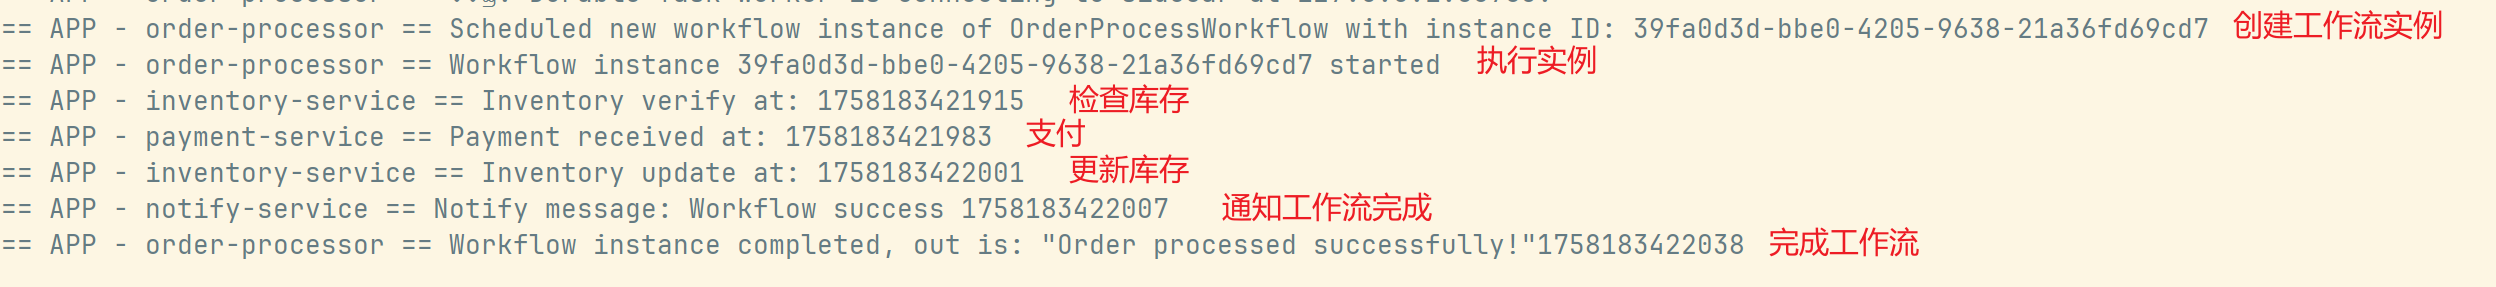 == APP - order-processor == Scheduled new workflow instance of OrderProcessWorkflow with instance ID: 39fa0d3d-bbe0-4205-9638-21a36fd69cd7 创建工作流实例
== APP - order-processor == Workflow instance 39fa0d3d-bbe0-4205-9638-21a36fd69cd7 started 执行实例
== APP - inventory-service == Inventory verify at: 1758183421915 检查库存
== APP - payment-service == Payment received at: 1758183421983 支付
== APP - inventory-service == Inventory update at: 1758183422001 更新库存
== APP - notify-service == Notify message: Workflow success 1758183422007 通知工作流完成
== APP - order-processor == Workflow instance completed, out is: "Order processed successfully!"1758183422038 完成工作流